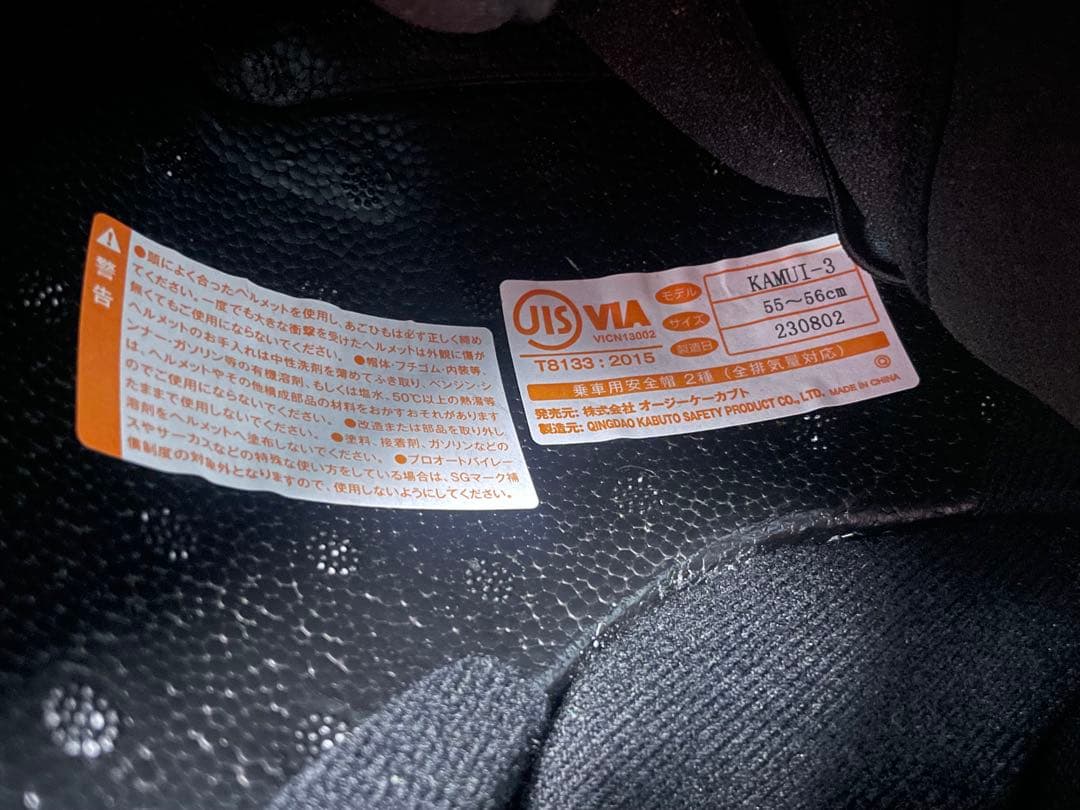 警告
●頭によく合ったヘルメットを使用し、あごひもは必ず正しく締め
てください。一度でも大きな衝撃を受けたヘルメットは外観に傷が
無くてもご使用にならないでください。 ●帽体・フチゴム・内装等、
ヘルメットのお手入れは中性洗剤を薄めてふき取り、ベンジン・シ
ンナー・ガソリン等の有機溶剤、もしくは塩水、50℃以上の熱湯等
は、ヘルメットやその他構成部品の材料をおかすおそれがあります
のでご使用にならないでください。 ●改造または部品を取り外し
たままで使用しないでください。 ●塗料、接着剤、ガソリンなどの
溶剤をヘルメットへ塗布しないでください。 ●プロオートバイレー
スやサーカスなどの特殊な使い方をしている場合は、SGマーク補
償制度の対象外となりますので、使用しないようにしてください。
JIS VIA
VICN13002
T8133 : 2015
モデル KAMUI-3
サイズ 55～56cm
製造日 230802
乗車用安全帽 2種 (全排気量対応)
発売元: 株式会社 オージーケーカブト
製造元: QINGDAO KABUTO SAFETY PRODUCT CO., LTD. MADE IN CHINA